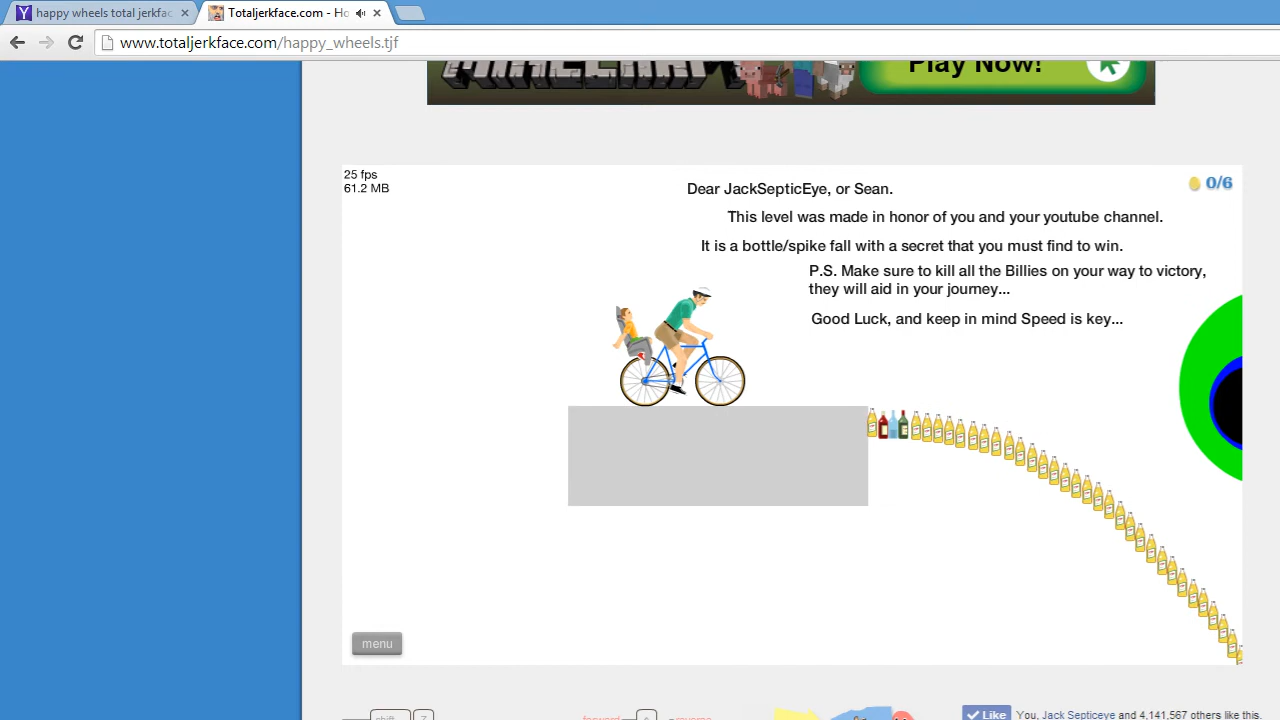 happy wheels total jerkfac
Totaljerkface.com - Ho
www.totaljerkface.com/happy_wheels.tjf
MINECRAFT
Play Now!
25 fps
61.2 MB
Dear JackSepticEye, or Sean.
0/6
This level was made in honor of you and your youtube channel.
It is a bottle/spike fall with a secret that you must find to win.
P.S. Make sure to kill all the Billies on your way to victory,
they will aid in your journey...
Good Luck, and keep in mind Speed is key...
menu
shift
Z
forward
reverse
Like
You, Jack Septiceye and 4,141,567 others like this.